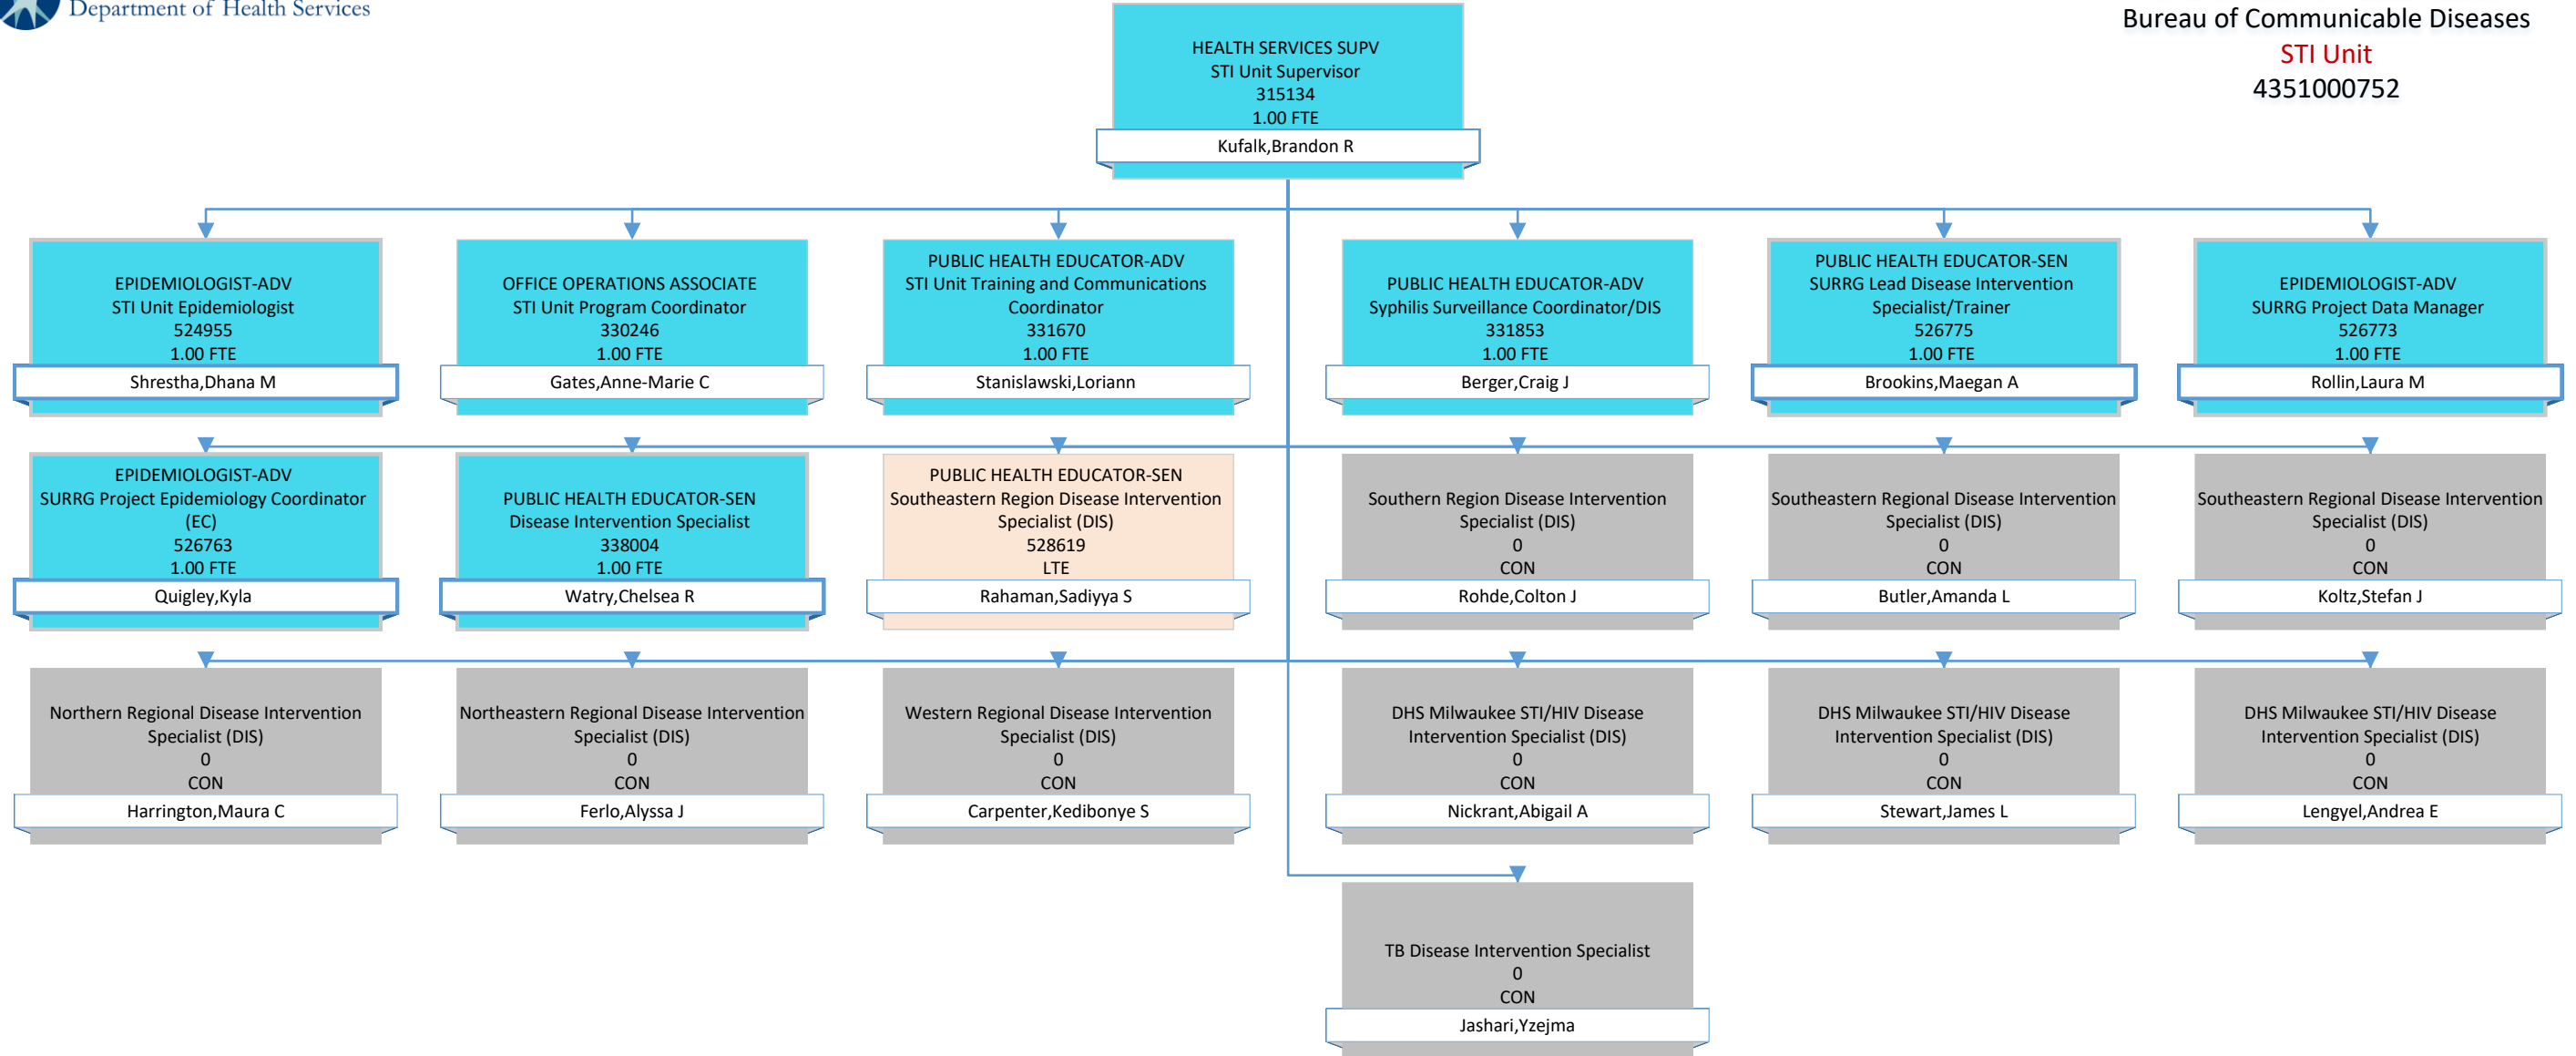 Department of Health Services
Bureau of Communicable Diseases
STI Unit
4351000752
HEALTH SERVICES SUPV
STI Unit Supervisor
315134
1.00 FTE
Kufalk,Brandon R
EPIDEMIOLOGIST-ADV
STI Unit Epidemiologist
524955
1.00 FTE
Shrestha,Dhana M
OFFICE OPERATIONS ASSOCIATE
STI Unit Program Coordinator
330246
1.00 FTE
Gates,Anne-Marie C
PUBLIC HEALTH EDUCATOR-ADV
STI Unit Training and Communications
Coordinator
331670
1.00 FTE
Stanislawski,Loriann
PUBLIC HEALTH EDUCATOR-ADV
Syphilis Surveillance Coordinator/DIS
331853
1.00 FTE
Berger,Craig J
PUBLIC HEALTH EDUCATOR-SEN
SURRG Lead Disease Intervention
Specialist/Trainer
526775
1.00 FTE
Brookins,Maegan A
EPIDEMIOLOGIST-ADV
SURRG Project Data Manager
526773
1.00 FTE
Rollin,Laura M
EPIDEMIOLOGIST-ADV
SURRG Project Epidemiology Coordinator
(EC)
526763
1.00 FTE
Quigley,Kyla
PUBLIC HEALTH EDUCATOR-SEN
Disease Intervention Specialist
338004
1.00 FTE
Watry,Chelsea R
PUBLIC HEALTH EDUCATOR-SEN
Southeastern Region Disease Intervention
Specialist (DIS)
528619
LTE
Rahaman,Sadiyya S
Southern Region Disease Intervention
Specialist (DIS)
0
CON
Rohde,Colton J
Southeastern Regional Disease Intervention
Specialist (DIS)
0
CON
Butler,Amanda L
Southeastern Regional Disease Intervention
Specialist (DIS)
0
CON
Koltz,Stefan J
Northern Regional Disease Intervention
Specialist (DIS)
0
CON
Harrington,Maura C
Northeastern Regional Disease Intervention
Specialist (DIS)
0
CON
Ferlo,Alyssa J
Western Regional Disease Intervention
Specialist (DIS)
0
CON
Carpenter,Kedibonye S
DHS Milwaukee STI/HIV Disease
Intervention Specialist (DIS)
0
CON
Nickrant,Abigail A
DHS Milwaukee STI/HIV Disease
Intervention Specialist (DIS)
0
CON
Stewart,James L
DHS Milwaukee STI/HIV Disease
Intervention Specialist (DIS)
0
CON
Lengyel,Andrea E
TB Disease Intervention Specialist
0
CON
Jashari,Yzejma